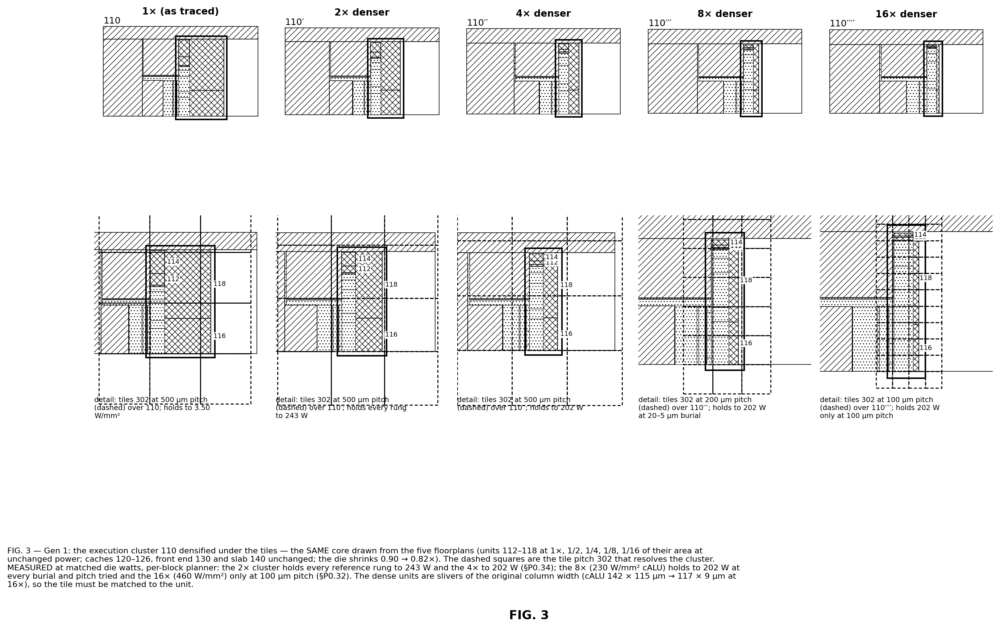 1× (as traced)
2× denser
4× denser
8× denser
16× denser
110
110′
110′′
110′′′
110′′′′
114
112
118
116
114
112
118
116
114
112
118
116
114
112
118
116
114
118
116
detail: tiles 302 at 500 μm pitch
(dashed) over 110; holds to 3.50
W/mm²
detail: tiles 302 at 500 μm pitch
(dashed) over 110′; holds every rung
to 243 W
detail: tiles 302 at 500 μm pitch
(dashed) over 110′′; holds to 202 W
detail: tiles 302 at 200 μm pitch
(dashed) over 110′′′; holds to 202 W
at 20–5 μm burial
detail: tiles 302 at 100 μm pitch
(dashed) over 110′′′′; holds 202 W
only at 100 μm pitch
FIG. 3 — Gen 1: the execution cluster 110 densified under the tiles — the SAME core drawn from the five floorplans (units 112–118 at 1×, 1/2, 1/4, 1/8, 1/16 of their area at
unchanged power; caches 120–126, front end 130 and slab 140 unchanged; the die shrinks 0.90 → 0.82×). The dashed squares are the tile pitch 302 that resolves the cluster.
MEASURED at matched die watts, per-block planner: the 2× cluster holds every reference rung to 243 W and the 4× to 202 W (§P0.34); the 8× (230 W/mm² cALU) holds to 202 W at
every burial and pitch tried and the 16× (460 W/mm²) only at 100 μm pitch (§P0.32). The dense units are slivers of the original column width (cALU 142 × 115 μm → 117 × 9 μm at
16×), so the tile must be matched to the unit.
FIG. 3